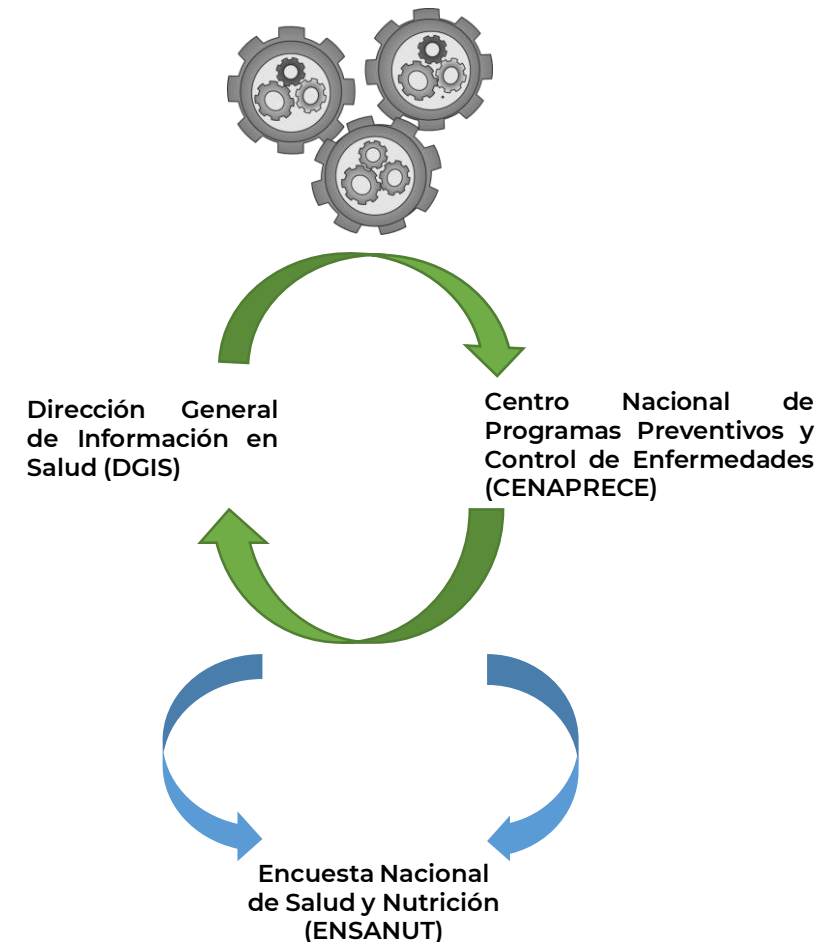 Dirección General
de Información en
Salud (DGIS)
Centro Nacional de
Programas Preventivos y
Control de Enfermedades
(CENAPRECE)
Encuesta Nacional
de Salud y Nutrición
(ENSANUT)